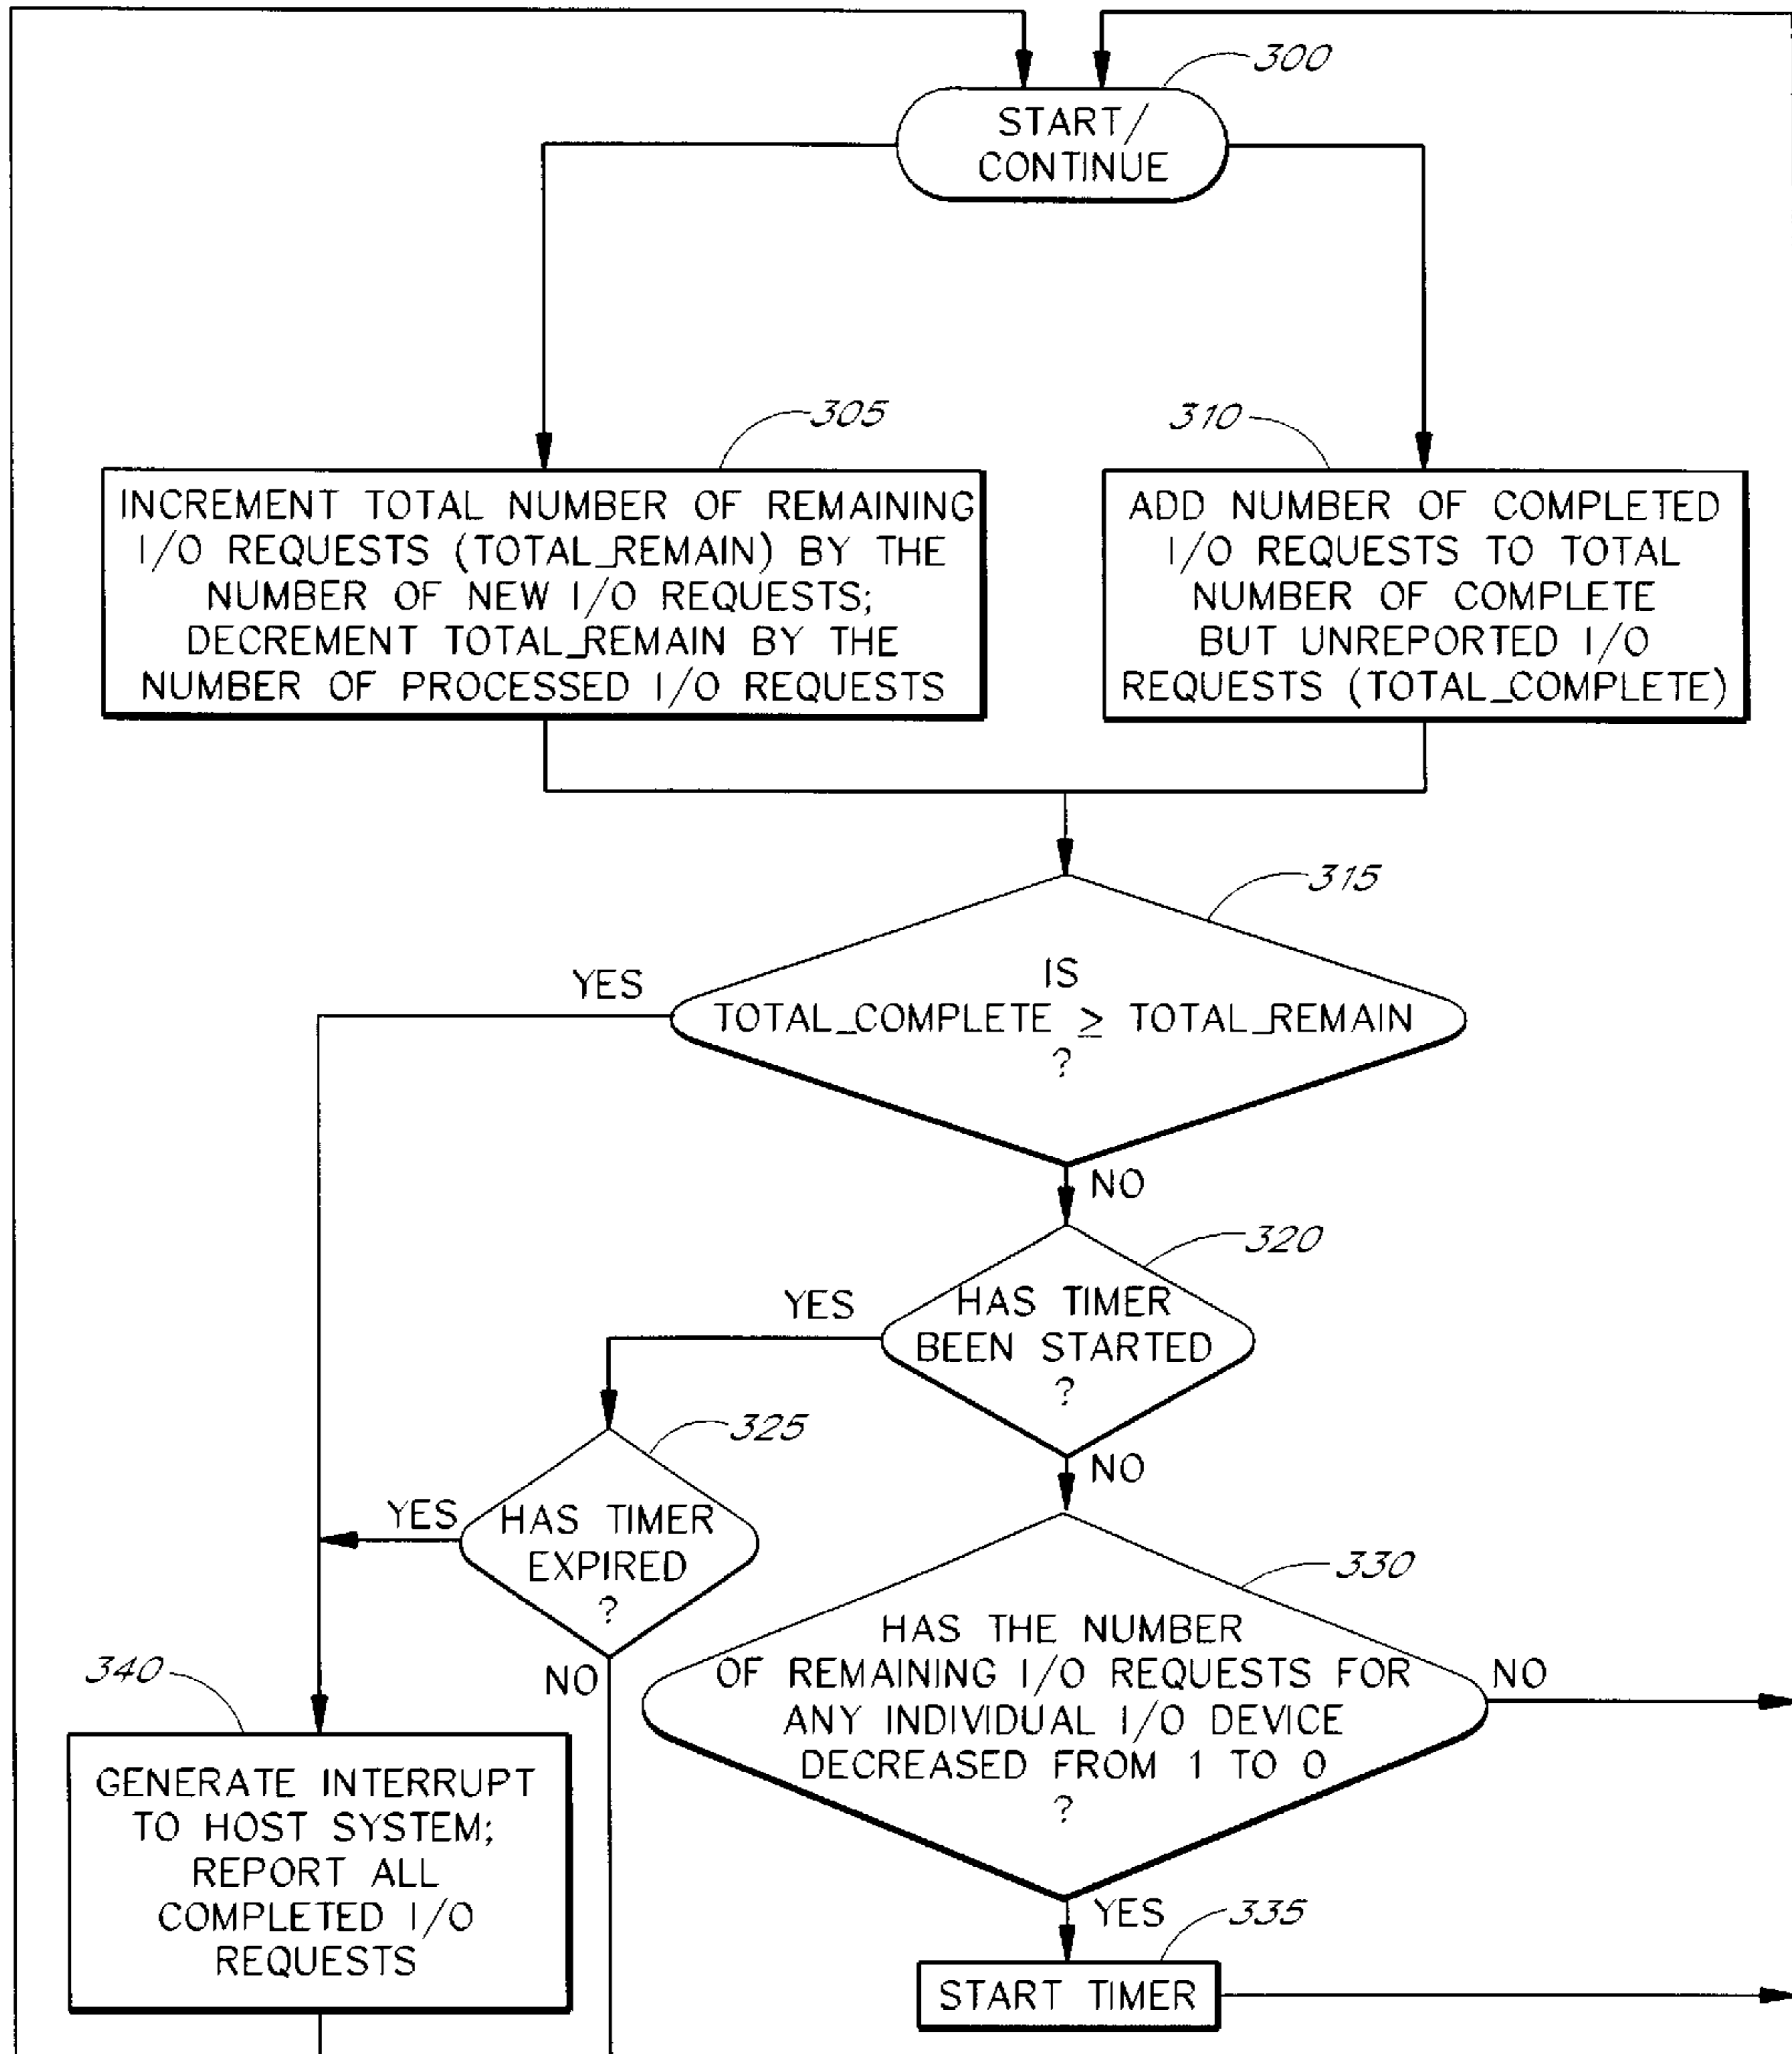 300
START/
CONTINUE
305
INCREMENT TOTAL NUMBER OF REMAINING
I/O REQUESTS (TOTAL_REMAIN) BY THE
NUMBER OF NEW I/O REQUESTS;
DECREMENT TOTAL_REMAIN BY THE
NUMBER OF PROCESSED I/O REQUESTS
310
ADD NUMBER OF COMPLETED
I/O REQUESTS TO TOTAL
NUMBER OF COMPLETE
BUT UNREPORTED I/O
REQUESTS (TOTAL_COMPLETE)
315
IS
TOTAL_COMPLETE ≥ TOTAL_REMAIN
?
YES
NO
320
HAS TIMER
BEEN STARTED
?
YES
NO
325
HAS TIMER
EXPIRED
?
YES
NO
330
HAS THE NUMBER
OF REMAINING I/O REQUESTS FOR
ANY INDIVIDUAL I/O DEVICE
DECREASED FROM 1 TO 0
?
NO
YES
335
START TIMER
340
GENERATE INTERRUPT
TO HOST SYSTEM;
REPORT ALL
COMPLETED I/O
REQUESTS